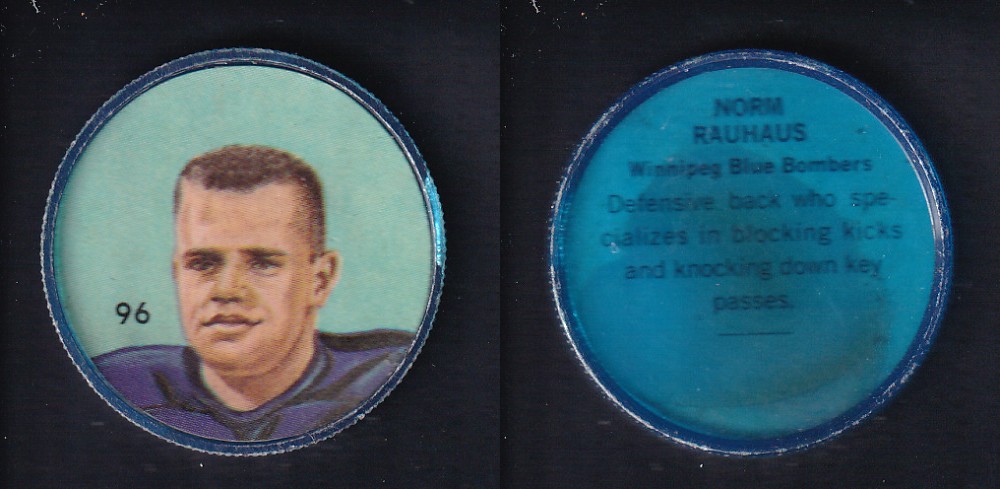 96
NORM
RAUHAUS
Winnipeg Blue Bombers
Defensive back who spe-
cializes in blocking kicks
and knocking down key
passes.